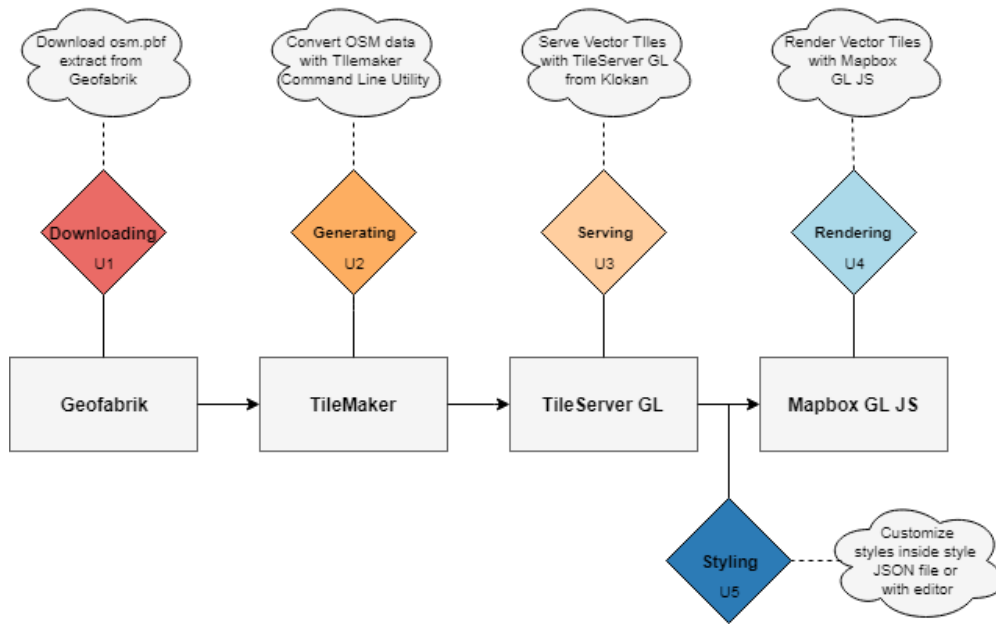 Download osm.pbf
extract from
Geofabrik
Convert OSM data
with TIlemaker
Command Line Utility
Serve Vector TIles
with TileServer GL
from Klokan
Render Vector Tiles
with Mapbox
GL JS
Downloading
U1
Generating
U2
Serving
U3
Rendering
U4
Geofabrik
TileMaker
TileServer GL
Mapbox GL JS
Styling
U5
Customize
styles inside style
JSON file or
with editor